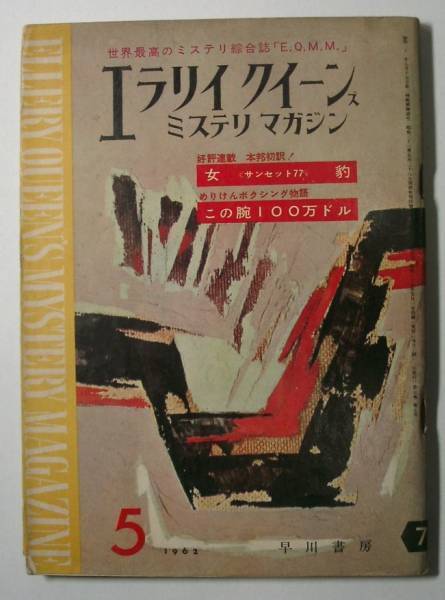 世界最高のミステリ綜合誌「E.Q.M.M.」
エラリイ クイーンズ
ミステリ マガジン
好評連載 本邦初訳!
女 《サンセット77》 豹
めりけんボクシング物語
この腕100万ドル
ELLERY QUEEN'S MYSTERY MAGAZINE
5
1962
早川書房
7